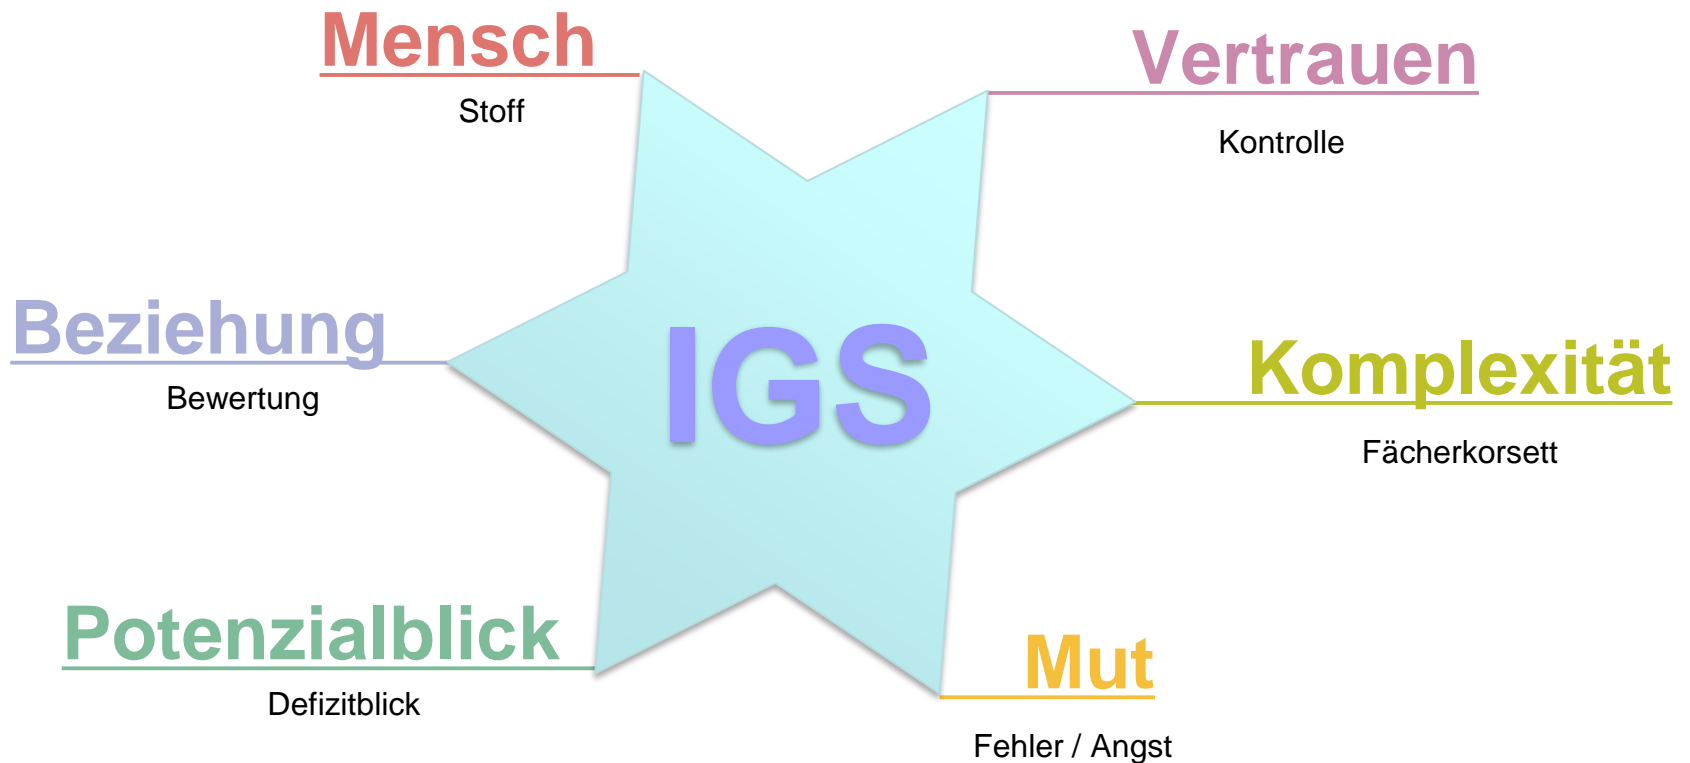 Mensch
Stoff
Vertrauen
Kontrolle
Beziehung
Bewertung
IGS
Komplexität
Fächerkorsett
Potenzialblick
Defizitblick
Mut
Fehler / Angst